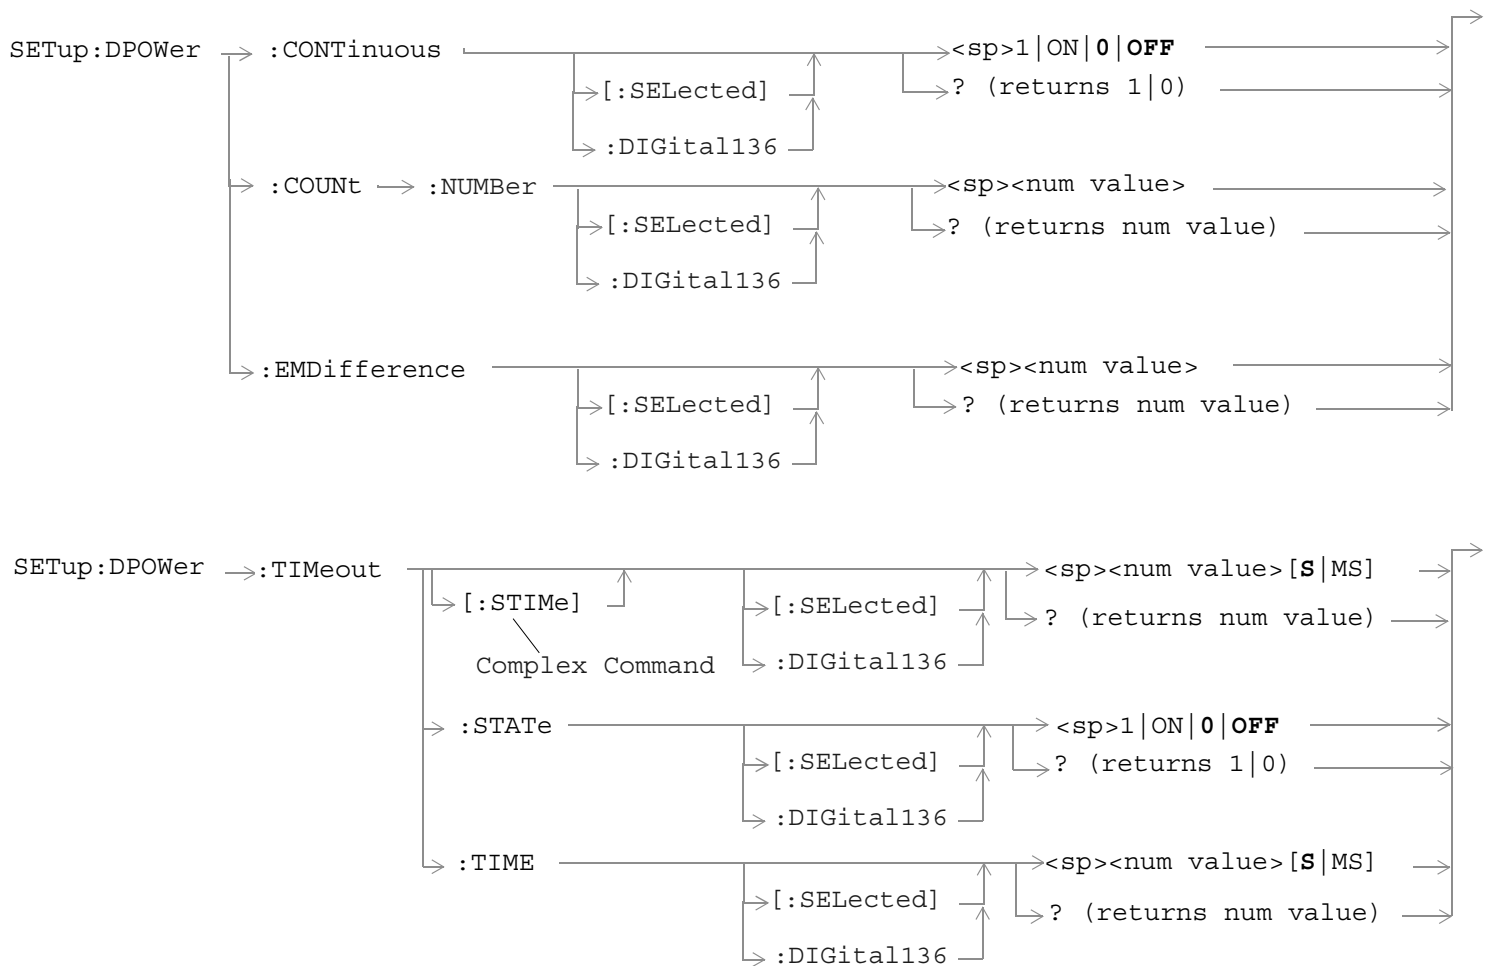 SETup:DPOWer :CONTinuous <sp>1|ON|0|OFF
[:SELected] ? (returns 1|0)
:DIGital136
:COUNt :NUMBer <sp><num value>
[:SELected] ? (returns num value)
:DIGital136
:EMDifference <sp><num value>
[:SELected] ? (returns num value)
:DIGital136
SETup:DPOWer :TIMeout <sp><num value>[S|MS]
[:STIMe] [:SELected] ? (returns num value)
Complex Command :DIGital136
:STATe <sp>1|ON|0|OFF
[:SELected] ? (returns 1|0)
:DIGital136
:TIME <sp><num value>[S|MS]
[:SELected] ? (returns num value)
:DIGital136